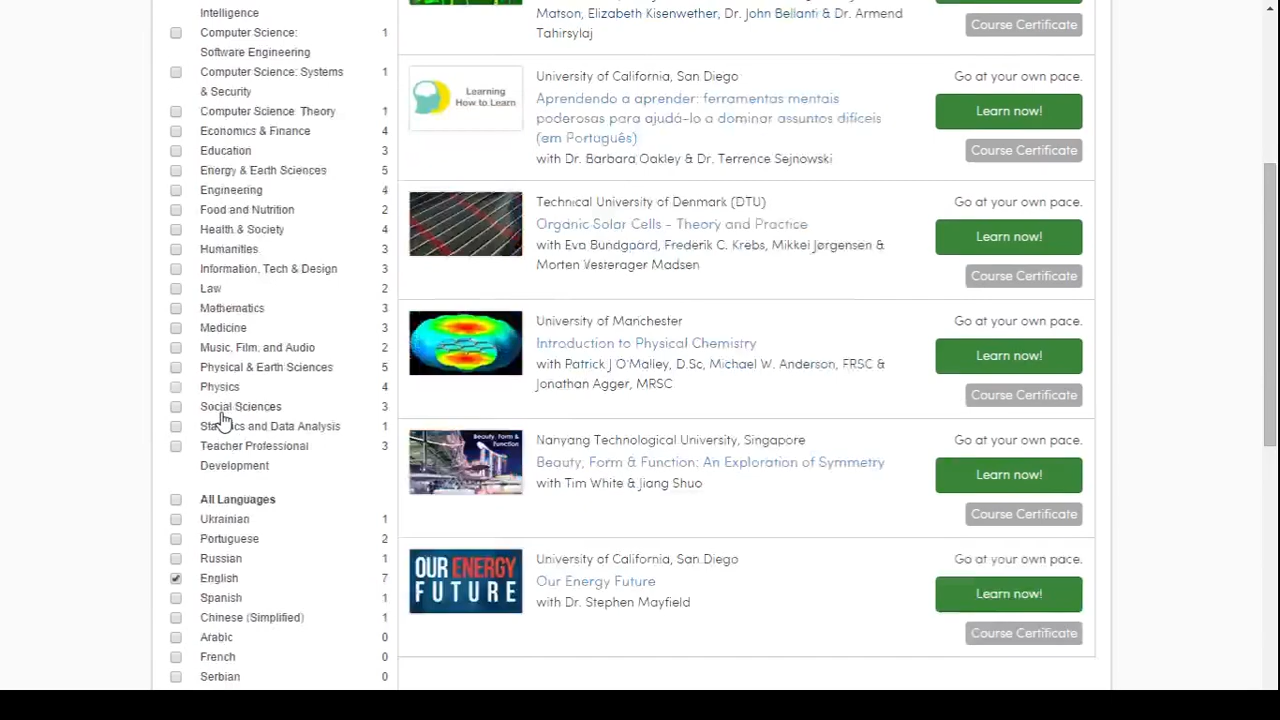 Intelligence
Computer Science: 1
Software Engineering
Computer Science: Systems 1
& Security
Computer Science: Theory 1
Economics & Finance 4
Education 3
Energy & Earth Sciences 5
Engineering 4
Food and Nutrition 2
Health & Society 4
Humanities 3
Information, Tech & Design 3
Law 2
Mathematics 3
Medicine 3
Music, Film, and Audio 2
Physical & Earth Sciences 5
Physics 4
Social Sciences 3
Statistics and Data Analysis 1
Teacher Professional 3
Development
All Languages
Ukrainian 1
Portuguese 2
Russian 1
English 7
Spanish 1
Chinese (Simplified) 1
Arabic 0
French 0
Serbian 0
Matson, Elizabeth Kisenwether, Dr. John Bellanti & Dr. Armend
Tahirsylaj
Course Certificate
Learning
How to Learn
University of California, San Diego
Aprendendo a aprender: ferramentas mentais
poderosas para ajudá-lo a dominar assuntos difíceis
(em Português)
with Dr. Barbara Oakley & Dr. Terrence Sejnowski
Go at your own pace.
Learn now!
Course Certificate
Technical University of Denmark (DTU)
Organic Solar Cells - Theory and Practice
with Eva Bundgaard, Frederik C. Krebs, Mikkel Jørgensen &
Morten Vesterager Madsen
Go at your own pace.
Learn now!
Course Certificate
University of Manchester
Introduction to Physical Chemistry
with Patrick J O'Malley, D.Sc, Michael W. Anderson, FRSC &
Jonathan Agger, MRSC
Go at your own pace.
Learn now!
Course Certificate
Beauty, Form &
Function
Nanyang Technological University, Singapore
Beauty, Form & Function: An Exploration of Symmetry
with Tim White & Jiang Shuo
Go at your own pace.
Learn now!
Course Certificate
OUR ENERGY
FUTURE
University of California, San Diego
Our Energy Future
with Dr. Stephen Mayfield
Go at your own pace.
Learn now!
Course Certificate